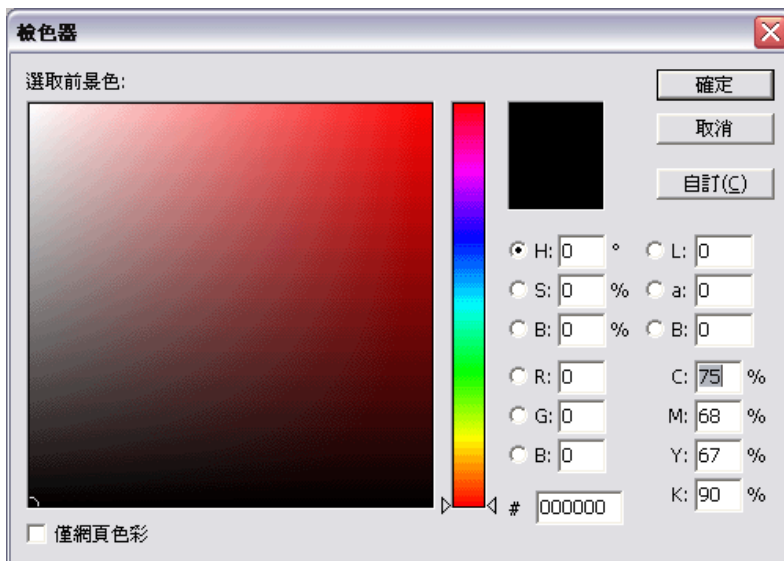 檢色器
選取前景色:
確定
取消
自訂(C)
H: 0 °
L: 0
S: 0 %
a: 0
B: 0 %
B: 0
R: 0
C: 75 %
G: 0
M: 68 %
B: 0
Y: 67 %
# 000000
K: 90 %
僅網頁色彩